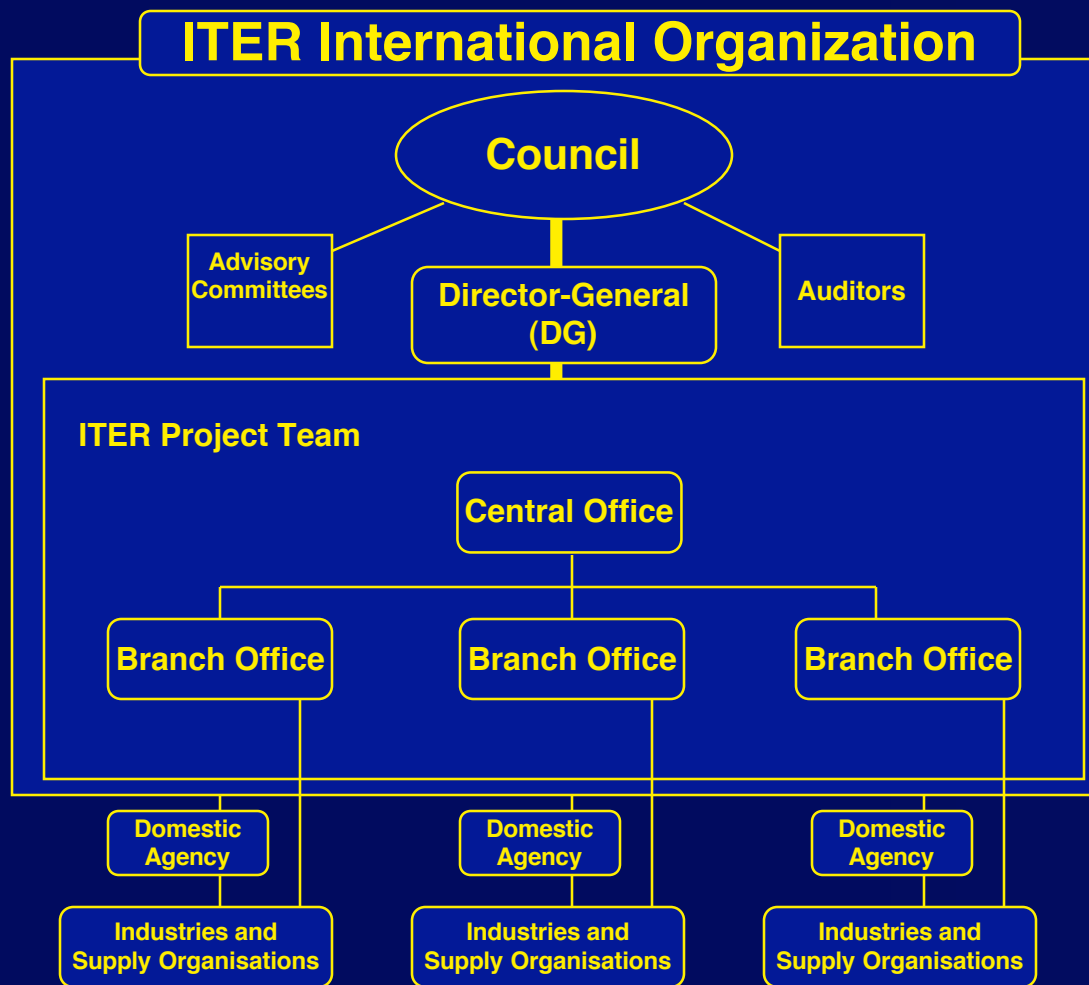 ITER International Organization
Council
Advisory
Committees
Director-General
(DG)
Auditors
ITER Project Team
Central Office
Branch Office
Branch Office
Branch Office
Domestic
Agency
Domestic
Agency
Domestic
Agency
Industries and
Supply Organisations
Industries and
Supply Organisations
Industries and
Supply Organisations